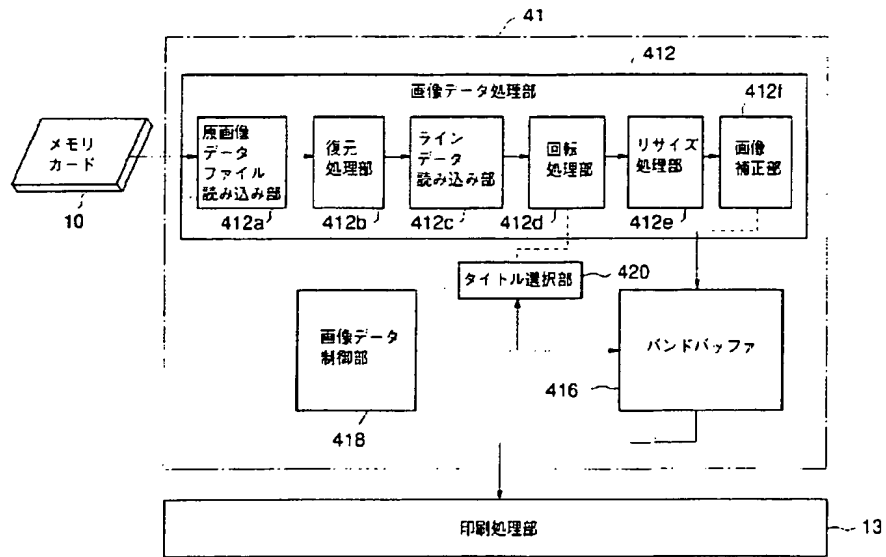 41
412
画像データ処理部
412f
メモリ
カード
10
原画像
データ
ファイル
読み込み部
412a
復元
処理部
412b
ライン
データ
読み込み部
412c
回転
処理部
412d
リサイズ
処理部
412e
画像
補正部
タイトル選択部
420
画像データ
制御部
418
バンドバッファ
416
印刷処理部
13